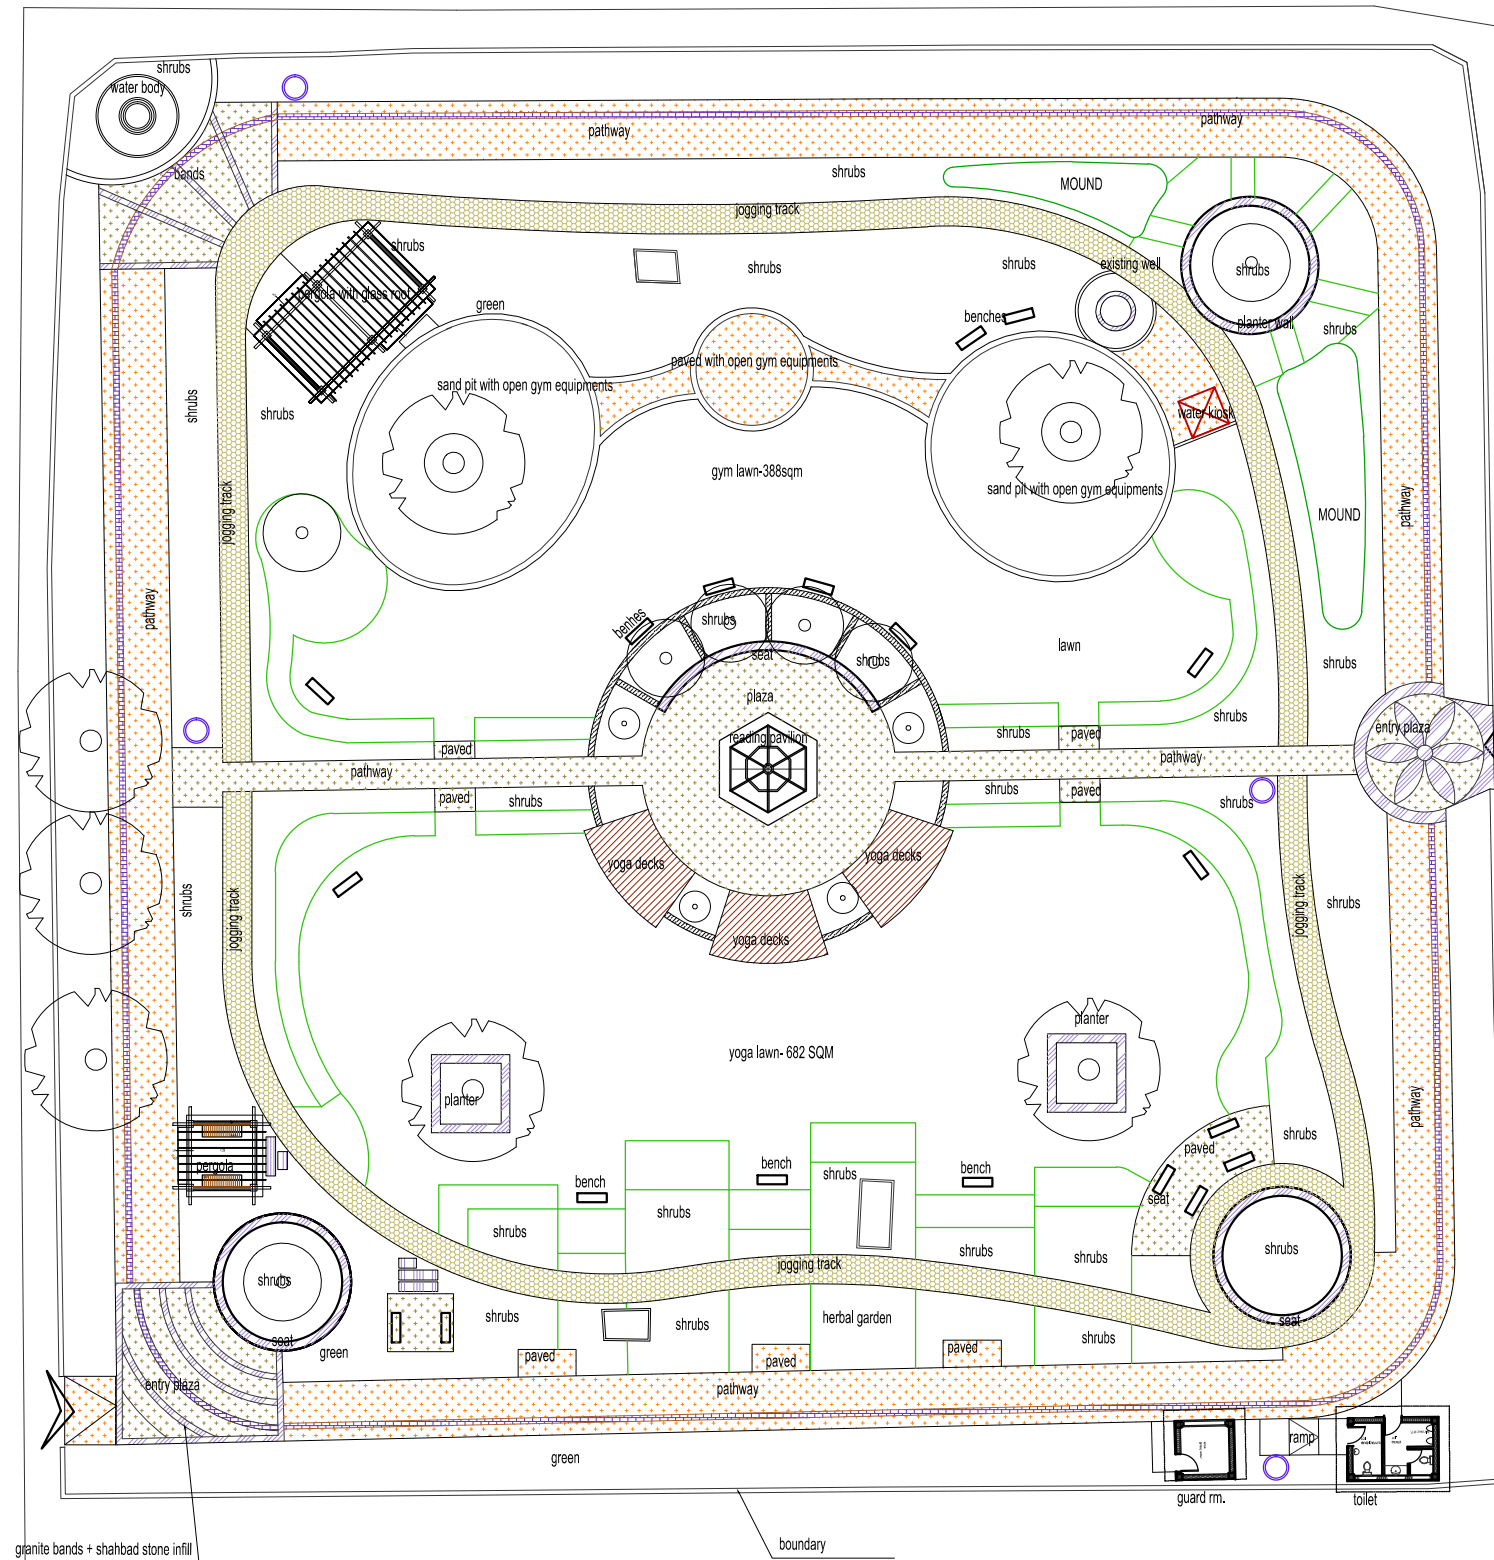 shrubs
water body
pathway
pathway
bands
shrubs
MOUND
jogging track
shrubs
shrubs
shrubs
existing well
shrubs
pergola with glass roof
green
benches
planter wall
shrubs
paved with open gym equipments
sand pit with open gym equipments
shrubs
shrubs
water kiosk
gym lawn-388sqm
sand pit with open gym equipments
jogging track
pathway
MOUND
pathway
benhes
shrubs
lawn
seat
shrubs
shrubs
plaza
shrubs
entry plaza
reading pavilion
shrubs
paved
paved
pathway
pathway
paved
shrubs
shrubs
paved
shrubs
yoga decks
yoga decks
shrubs
jogging track
jogging track
shrubs
yoga decks
planter
yoga lawn- 682 SQM
planter
pathway
shrubs
paved
pergola
bench
bench
bench
shrubs
seat
shrubs
shrubs
shrubs
shrubs
shrubs
jogging track
shrubs
shrubs
shrubs
shrubs
herbal garden
seat
seat
green
shrubs
paved
paved
paved
entry plaza
pathway
ramp
green
guard rm.
toilet
granite bands + shahbad stone infill
boundary